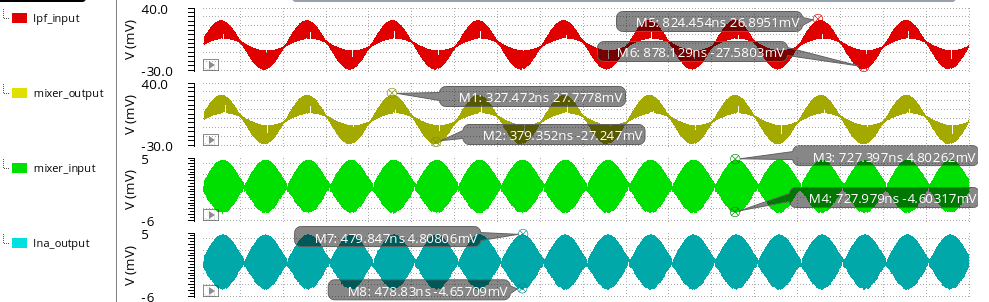 lpf_input
V (mV)
40.0
-30.0
M5: 824.454ns 26.8951mV
M6: 878.129ns -27.5803mV
mixer_output
V (mV)
40.0
-30.0
M1: 327.472ns 27.7778mV
M2: 379.352ns -27.247mV
mixer_input
V (mV)
5
-6
M3: 727.397ns 4.80262mV
M4: 727.979ns -4.60317mV
lna_output
V (mV)
5
-6
M7: 479.847ns 4.80806mV
M8: 478.83ns -4.65709mV